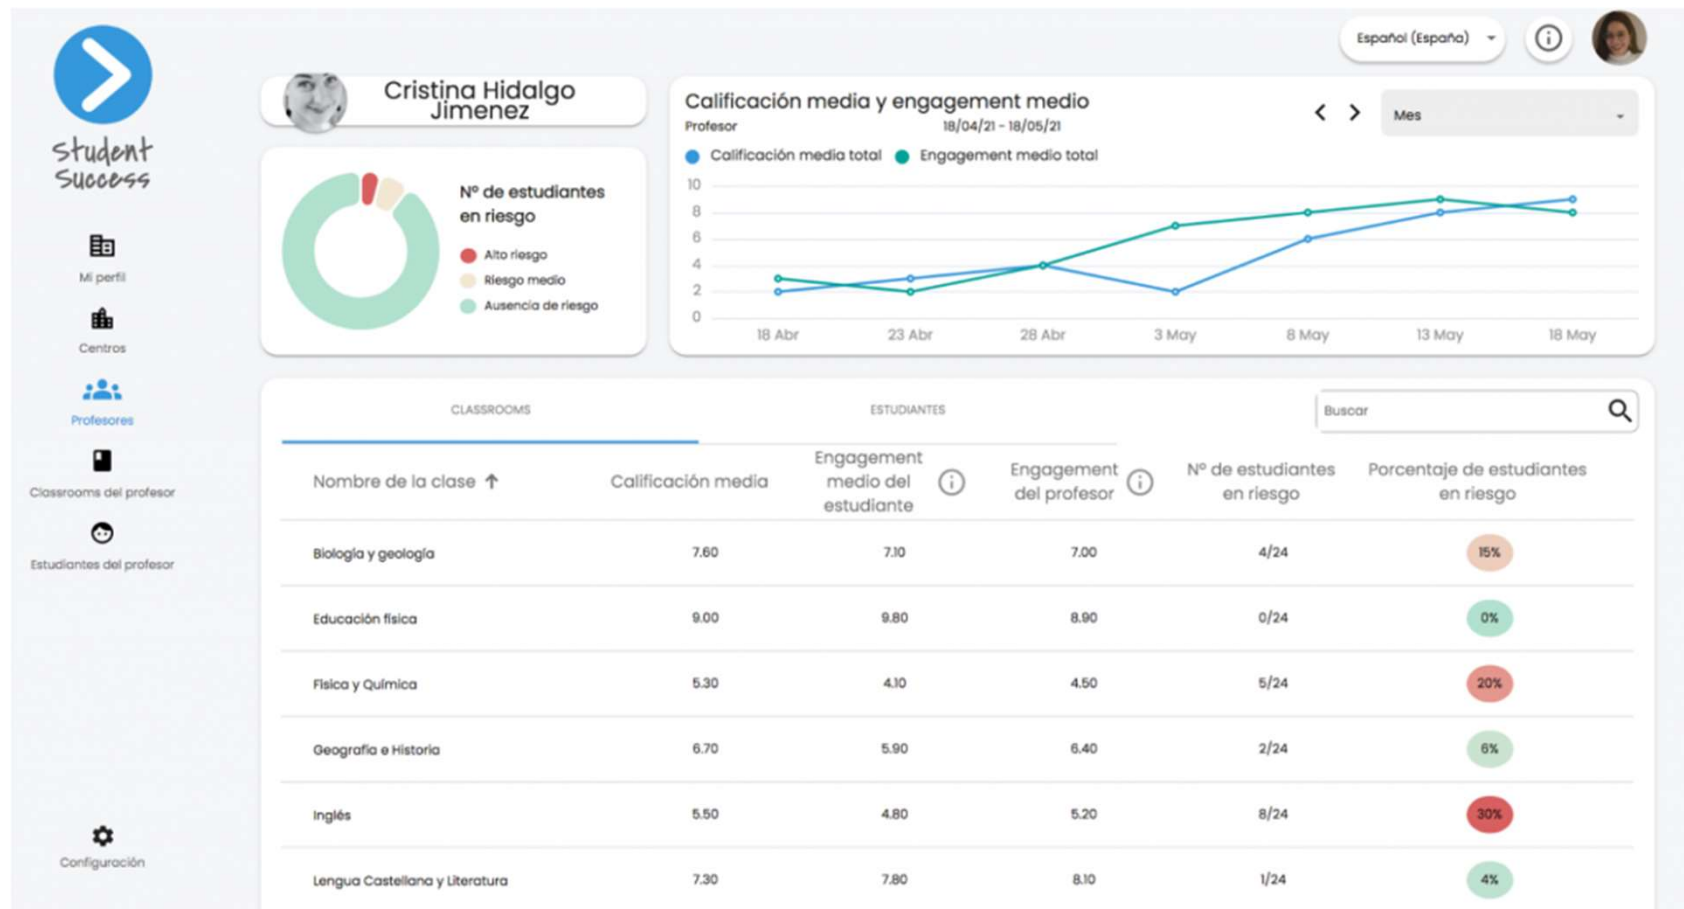 Student
Success
Mi perfil
Centros
Profesores
Classrooms del profesor
Estudiantes del profesor
Configuración
Español (España)
Cristina Hidalgo
Jimenez
Nº de estudiantes
en riesgo
Alto riesgo
Riesgo medio
Ausencia de riesgo
Calificación media y engagement medio
Profesor 18/04/21 - 18/05/21
Mes
Calificación media total Engagement medio total
10
8
6
4
2
0
18 Abr 23 Abr 28 Abr 3 May 8 May 13 May 18 May
CLASSROOMS ESTUDIANTES
Buscar
Nombre de la clase Calificación media Engagement medio del estudiante Engagement del profesor Nº de estudiantes en riesgo Porcentaje de estudiantes en riesgo
Biología y geología 7.60 7.10 7.00 4/24 15%
Educación física 9.00 9.80 8.90 0/24 0%
Física y Química 5.30 4.10 4.50 5/24 20%
Geografía e Historia 6.70 5.90 6.40 2/24 6%
Inglés 5.50 4.80 5.20 8/24 30%
Lengua Castellana y Literatura 7.30 7.80 8.10 1/24 4%